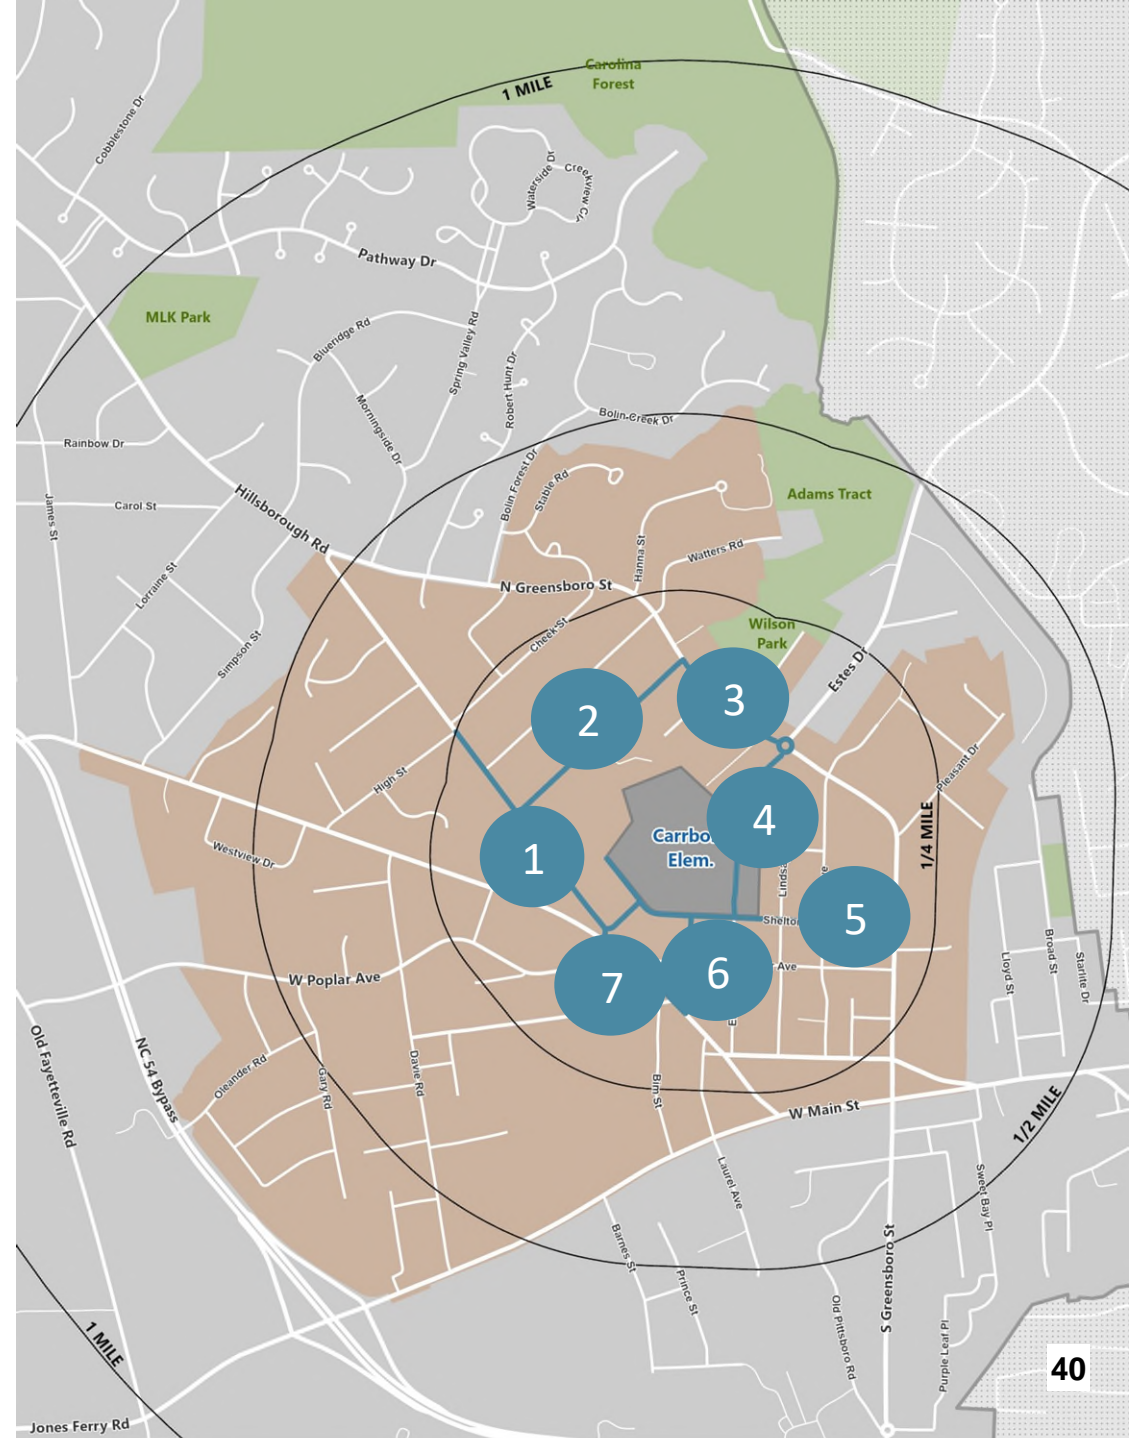 Carolina
Forest
1 MILE
Cobblestone Dr
Waterside Dr
Creekview Cir
Pathway Dr
MLK Park
Blueridge Rd
Spring Valley Rd
Robert Hunt Dr
Morningside Dr
Bolin Creek Dr
Rainbow Dr
James St
Carol St
Hillsborough Rd
Bolin Forest Dr
Stable Rd
Adams Tract
Hanna St
Watters Rd
Lorraine St
N Greensboro St
Simpson St
Cheek St
Wilson
Park
Estes Dr
2
3
High St
Pleasant Dr
Westview Dr
1
Carrbo
Elem.
4
1/4 MILE
Shelto
5
W Poplar Ave
7
6
Ave
Lloyd St
Broad St
Starlite Dr
Old Fayetteville Rd
NC 54 Bypass
Oleander Rd
Gary Rd
Davie Rd
Bim St
W Main St
1/2 MILE
Laurel Ave
Sweet Bay Pl
Barnes St
Prince St
Old Pittsboro Rd
S Greensboro St
Purple Leaf Pl
1 MILE
40
Jones Ferry Rd